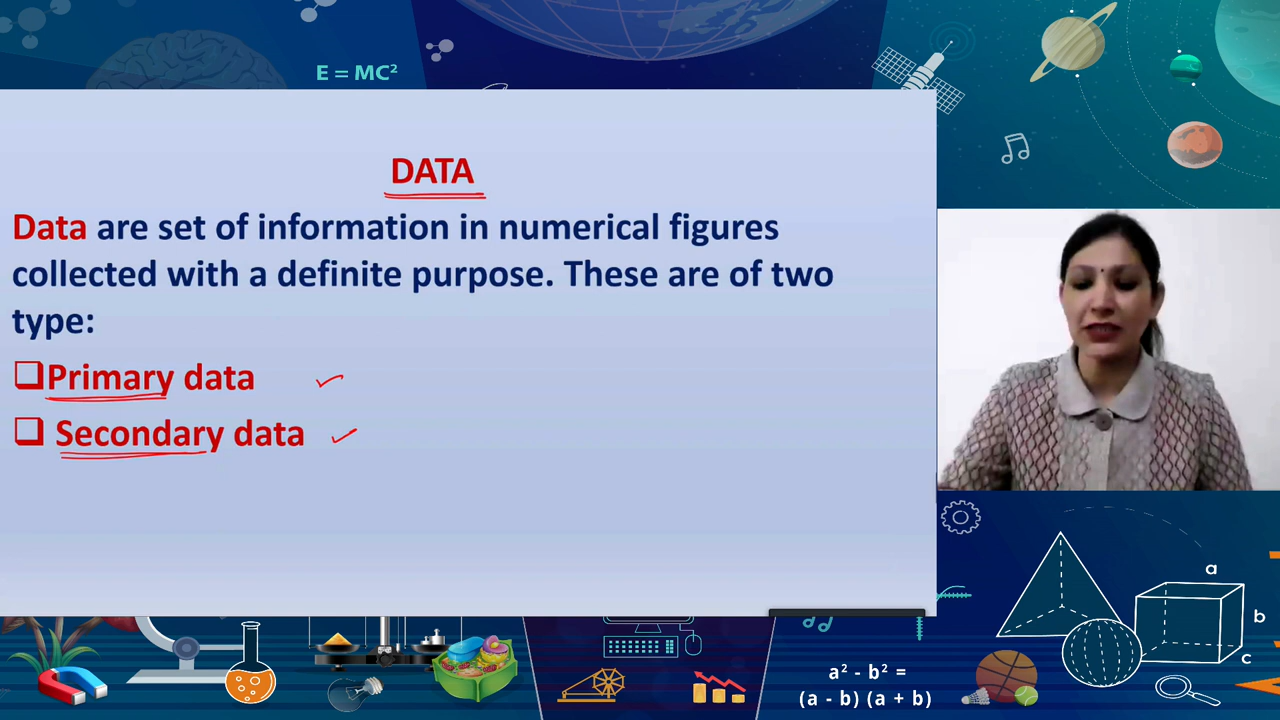 E = MC²
DATA
Data are set of information in numerical figures
collected with a definite purpose. These are of two
type:
Primary data
Secondary data
a
b
c
a² - b² =
(a - b) (a + b)